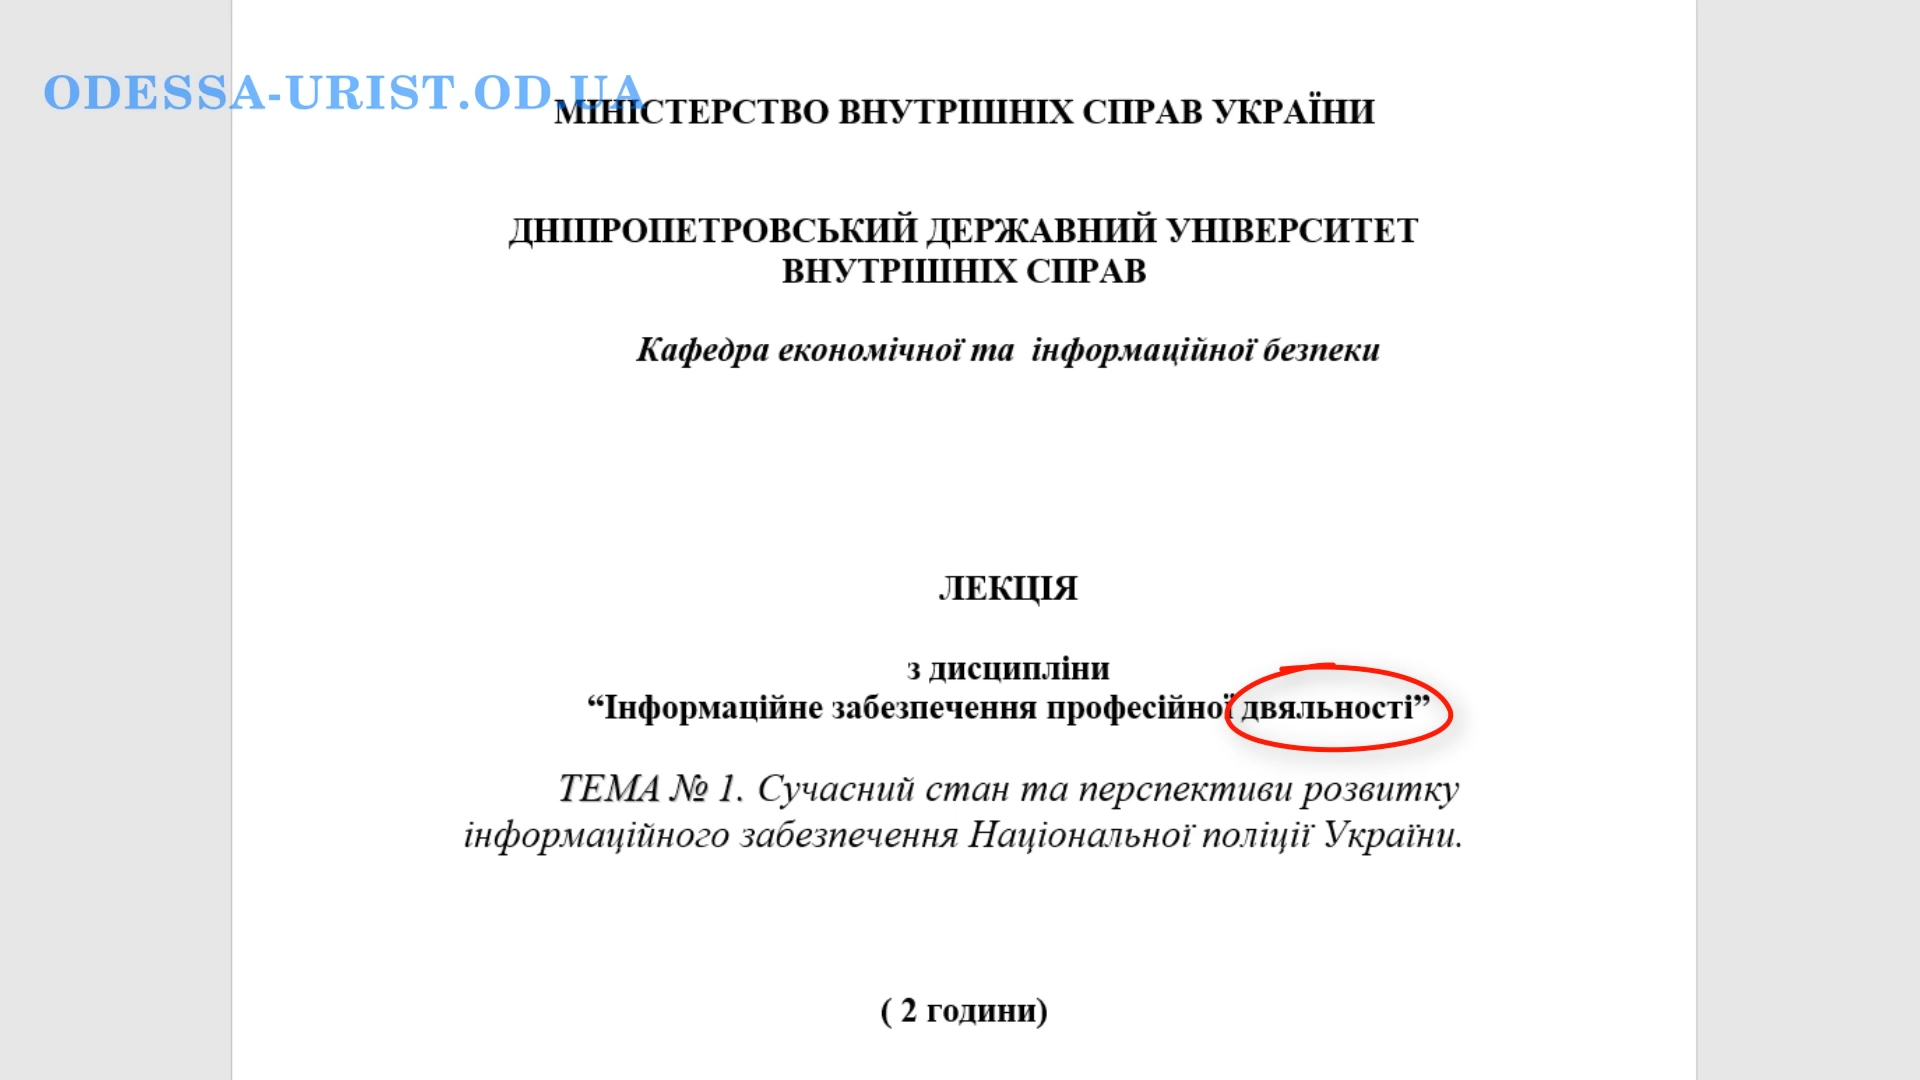 ODESSA-URIST.OD.UA
МІНІСТЕРСТВО ВНУТРІШНІХ СПРАВ УКРАЇНИ
ДНІПРОПЕТРОВСЬКИЙ ДЕРЖАВНИЙ УНІВЕРСИТЕТ
ВНУТРІШНІХ СПРАВ
Кафедра економічної та інформаційної безпеки
ЛЕКЦІЯ
з дисципліни
“Інформаційне забезпечення професійної двяльності”
ТЕМА № 1. Сучасний стан та перспективи розвитку
інформаційного забезпечення Національної поліції України.
( 2 години)